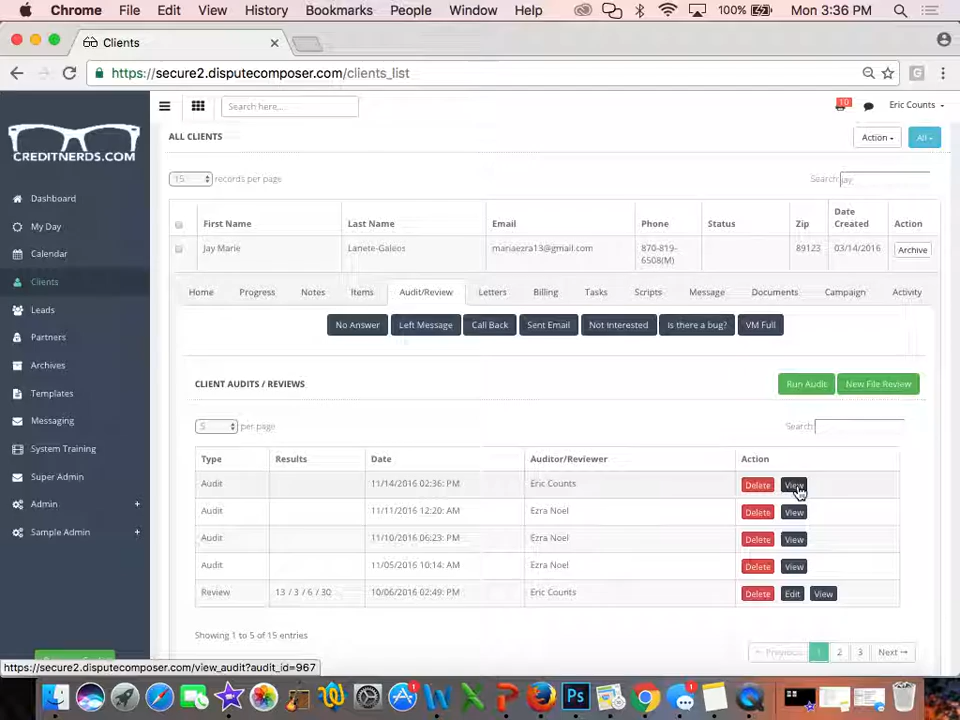 Chrome File Edit View History Bookmarks People Window Help 100% Mon 3:36 PM
Clients
https://secure2.disputecomposer.com/clients_list
Search here... 10 Eric Counts
CREDITNERDS.COM
Dashboard
My Day
Calendar
Clients
Leads
Partners
Archives
Templates
Messaging
System Training
Super Admin
Admin +
Sample Admin +
ALL CLIENTS Action All
15 records per page Search: jay
First Name Last Name Email Phone Status Zip Date Created Action
Jay Marie Lanete-Galeos mariaezra13@gmail.com 870-819-6508(M) 89123 03/14/2016 Archive
Home Progress Notes Items Audit/Review Letters Billing Tasks Scripts Message Documents Campaign Activity
No Answer Left Message Call Back Sent Email Not Interested Is there a bug? VM Full
CLIENT AUDITS / REVIEWS Run Audit New File Review
5 per page Search:
Type Results Date Auditor/Reviewer Action
Audit 11/14/2016 02:36: PM Eric Counts Delete View
Audit 11/11/2016 12:20: AM Ezra Noel Delete View
Audit 11/10/2016 06:23: PM Ezra Noel Delete View
Audit 11/05/2016 10:14: AM Ezra Noel Delete View
Review 13 / 3 / 6 / 30 10/06/2016 02:49: PM Eric Counts Delete Edit View
Showing 1 to 5 of 15 entries
← Previous 1 2 3 Next →
https://secure2.disputecomposer.com/view_audit?audit_id=967